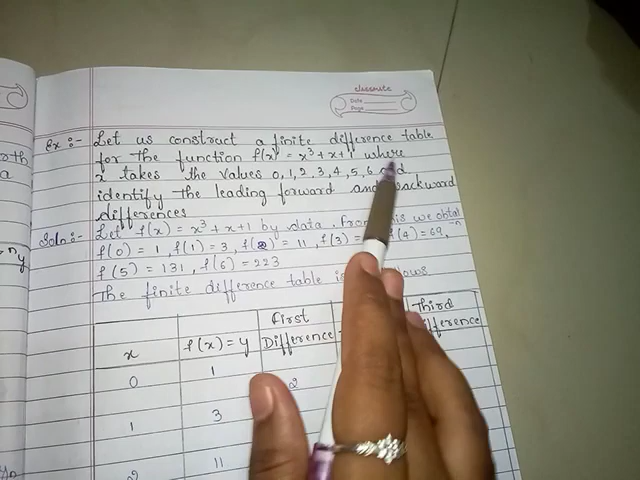 classmate
Date
Page
Ex:- Let us construct a finite difference table
for the function f(x) = x³+x+1 where
x takes the values 0,1,2,3,4,5,6 and
identify the leading forward and backward
differences
Soln:- Let f(x) = x³+x+1 by data. From this we obtain
f(0) = 1, f(1) = 3, f(2) = 11, f(3) = f(4) = 69,
f(5) = 131, f(6) = 223
The finite difference table is
x f(x) = y First Difference Third
0 1
2
1 3
2 11